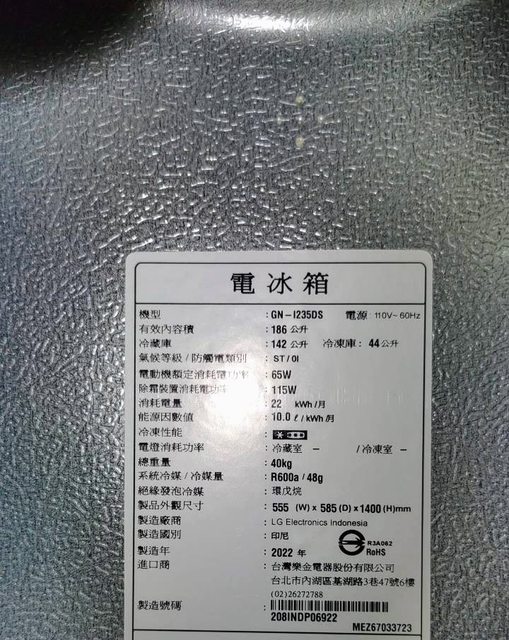 電冰箱
機型 : GN-I235DS 電源: 110V~60Hz
有效內容積 : 186 公升
冷藏庫 : 142 公升 冷凍庫: 44公升
氣候等級/防觸電類別 : ST/0I
電動機額定消耗電功率 : 65W
除霜裝置消耗電功率 : 115W
消耗電量 : 22 kWh/月
能源因數值 : 10.0 ℓ/kWh/月
冷凍性能 :
電燈消耗功率 : 冷藏室 - /冷凍室 -
總重量 : 40kg
系統冷媒/冷媒量 : R600a / 48g
絕緣發泡冷媒 : 環戊烷
製品外觀尺寸 : 555 (W) x 585 (D) x 1400 (H)mm
製造廠商 : LG Electronics Indonesia
製造國別 : 印尼
R3A062
RoHS
製造年 : 2022 年
進口商 : 台灣樂金電器股份有限公司
台北市內湖區基湖路3巷47號6樓
(02)26272788
製造號碼 :
208INDP06922
MEZ67033723